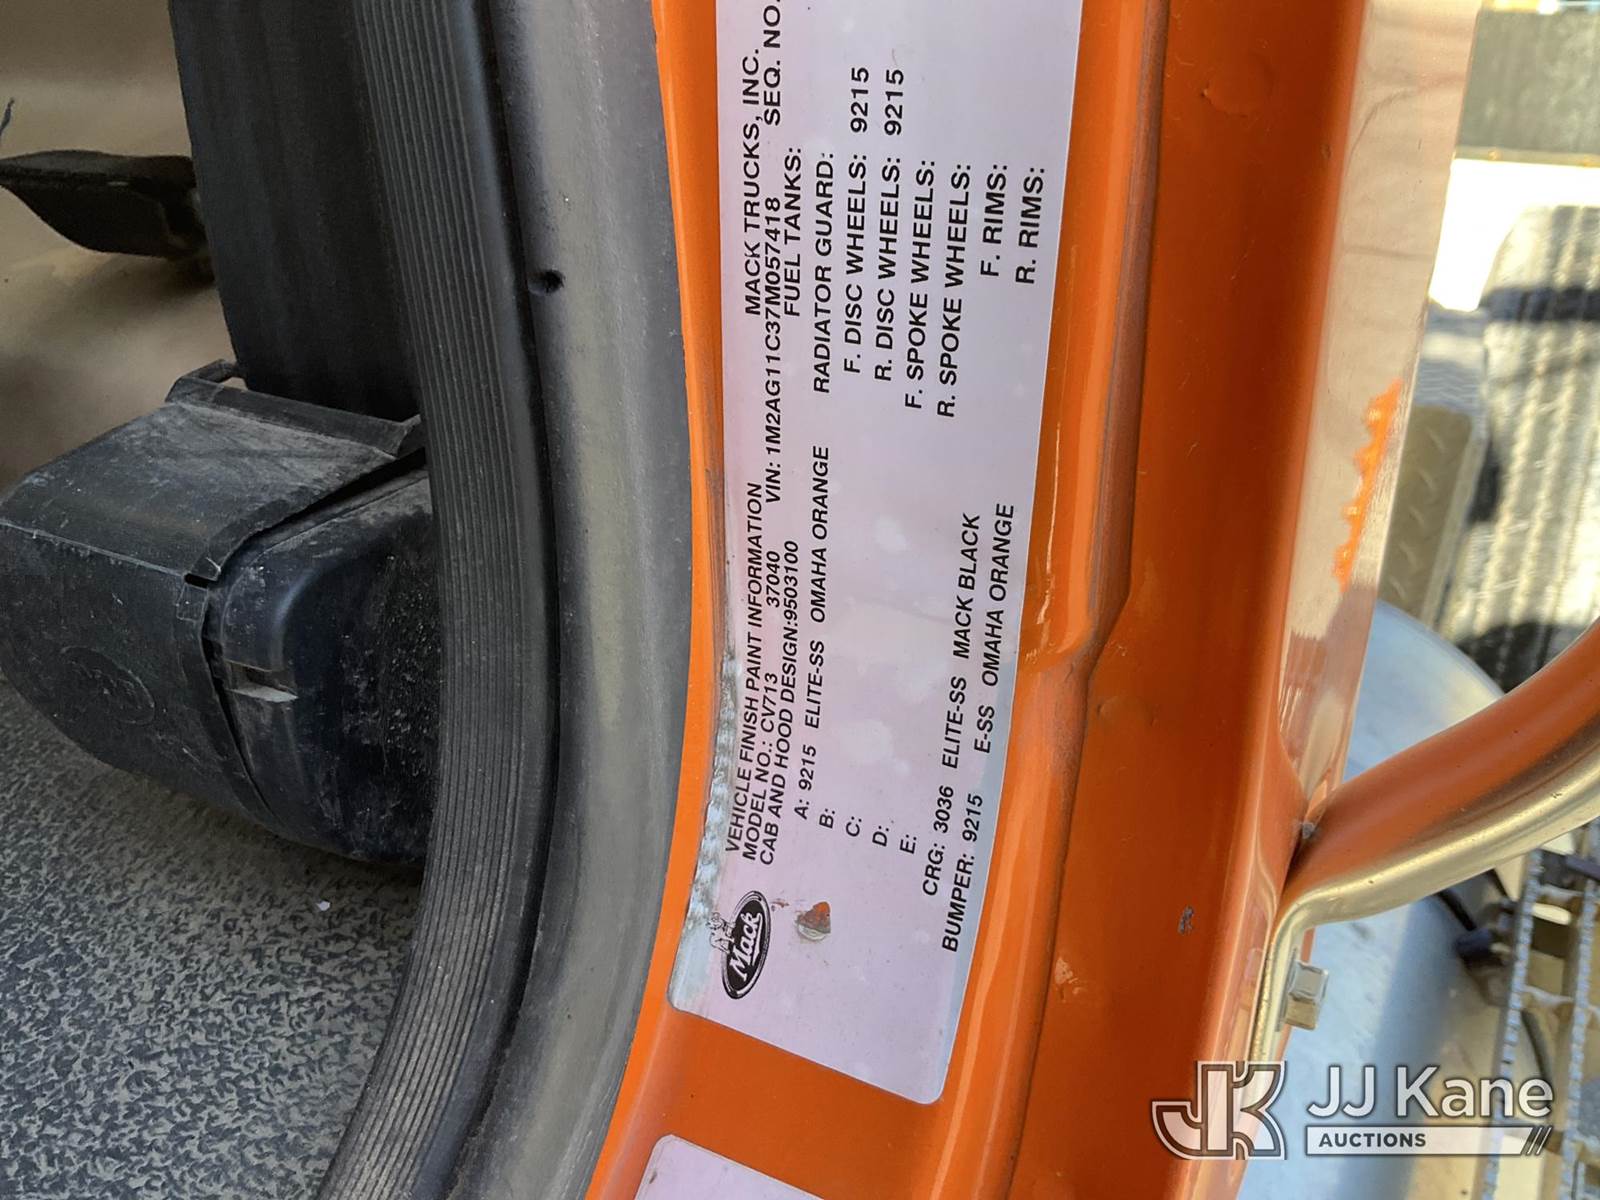 VEHICLE FINISH PAINT INFORMATION MACK TRUCKS, INC.
MODEL NO.: CV713 37040 VIN: 1M2AG11C37M057418 SEQ. NO.
CAB AND HOOD DESIGN:9503100 FUEL TANKS:
A: 9215 ELITE-SS OMAHA ORANGE RADIATOR GUARD:
B: F. DISC WHEELS: 9215
C: R. DISC WHEELS: 9215
D: F. SPOKE WHEELS:
E: R. SPOKE WHEELS:
CRG: 3036 ELITE-SS MACK BLACK F. RIMS:
BUMPER: 9215 E-SS OMAHA ORANGE R. RIMS:
Mack
JK JJ Kane
AUCTIONS